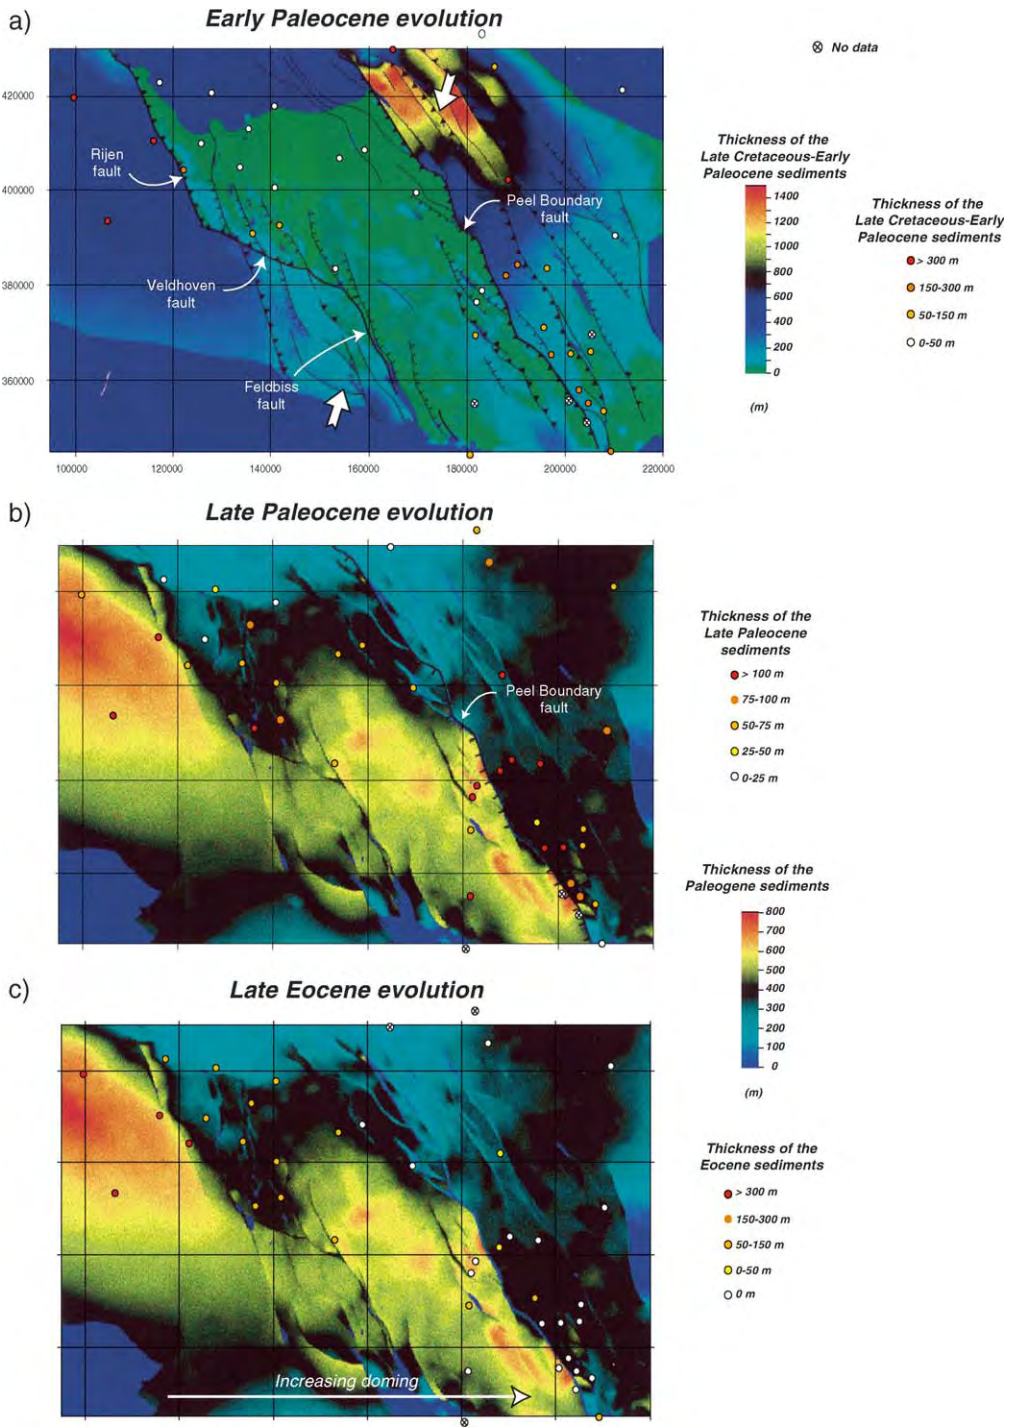 a)
Early Paleocene evolution
No data
420000
400000
380000
360000
100000
120000
140000
160000
180000
200000
220000
Rijen
fault
Peel Boundary
fault
Veldhoven
fault
Feldbiss
fault
Thickness of the
Late Cretaceous-Early
Paleocene sediments
1400
1200
1000
800
600
400
200
0
(m)
Thickness of the
Late Cretaceous-Early
Paleocene sediments
> 300 m
150-300 m
50-150 m
0-50 m
b)
Late Paleocene evolution
Peel Boundary
fault
Thickness of the
Late Paleocene
sediments
> 100 m
75-100 m
50-75 m
25-50 m
0-25 m
Thickness of the
Paleogene sediments
800
700
600
500
400
300
200
100
0
(m)
c)
Late Eocene evolution
Increasing doming
Thickness of the
Eocene sediments
> 300 m
150-300 m
50-150 m
0-50 m
0 m